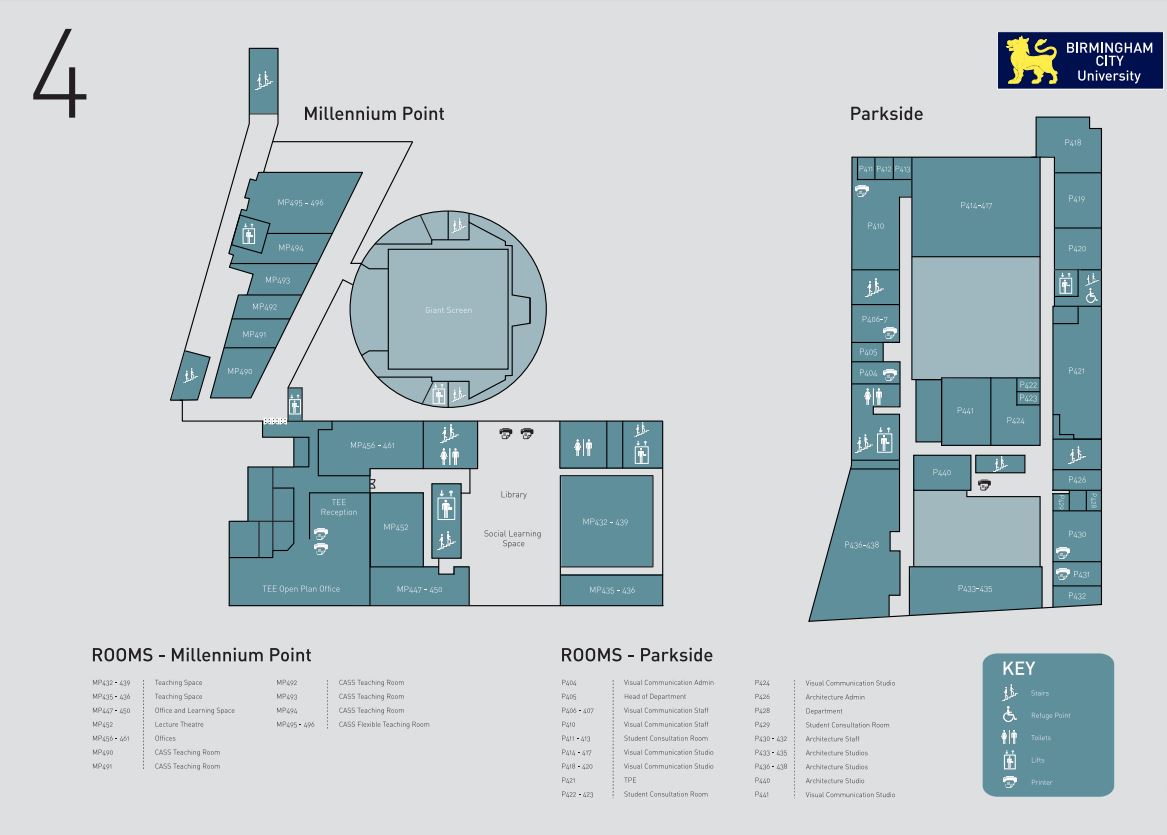 4
BIRMINGHAM
CITY
University
Millennium Point
Parkside
MP495 - 496
MP494
MP493
MP492
MP491
MP490
Giant Screen
MP456 - 461
TEE
Reception
MP452
Library
Social Learning
Space
MP432 - 439
TEE Open Plan Office
MP447 - 450
MP435 - 436
P418
P411
P412
P413
P414-417
P419
P410
P420
P406-7
P405
P404
P421
P422
P423
P441
P424
P440
P426
P429
P428
P430
P436-438
P431
P433-435
P432
ROOMS - Millennium Point
MP432 - 439 Teaching Space
MP435 - 436 Teaching Space
MP447 - 450 Office and Learning Space
MP452 Lecture Theatre
MP456 - 461 Offices
MP490 CASS Teaching Room
MP491 CASS Teaching Room
MP492 CASS Teaching Room
MP493 CASS Teaching Room
MP494 CASS Teaching Room
MP495 - 496 CASS Flexible Teaching Room
ROOMS - Parkside
P404 Visual Communication Admin
P405 Head of Department
P406 - 407 Visual Communication Staff
P410 Visual Communication Staff
P411 - 413 Student Consultation Room
P414 - 417 Visual Communication Studio
P418 - 420 Visual Communication Studio
P421 TPE
P422 - 423 Student Consultation Room
P424 Visual Communication Studio
P426 Architecture Admin
P428 Department
P429 Student Consultation Room
P430 - 432 Architecture Staff
P433 - 435 Architecture Studios
P436 - 438 Architecture Studios
P440 Architecture Studio
P441 Visual Communication Studio
KEY
Stairs
Refuge Point
Toilets
Lifts
Printer